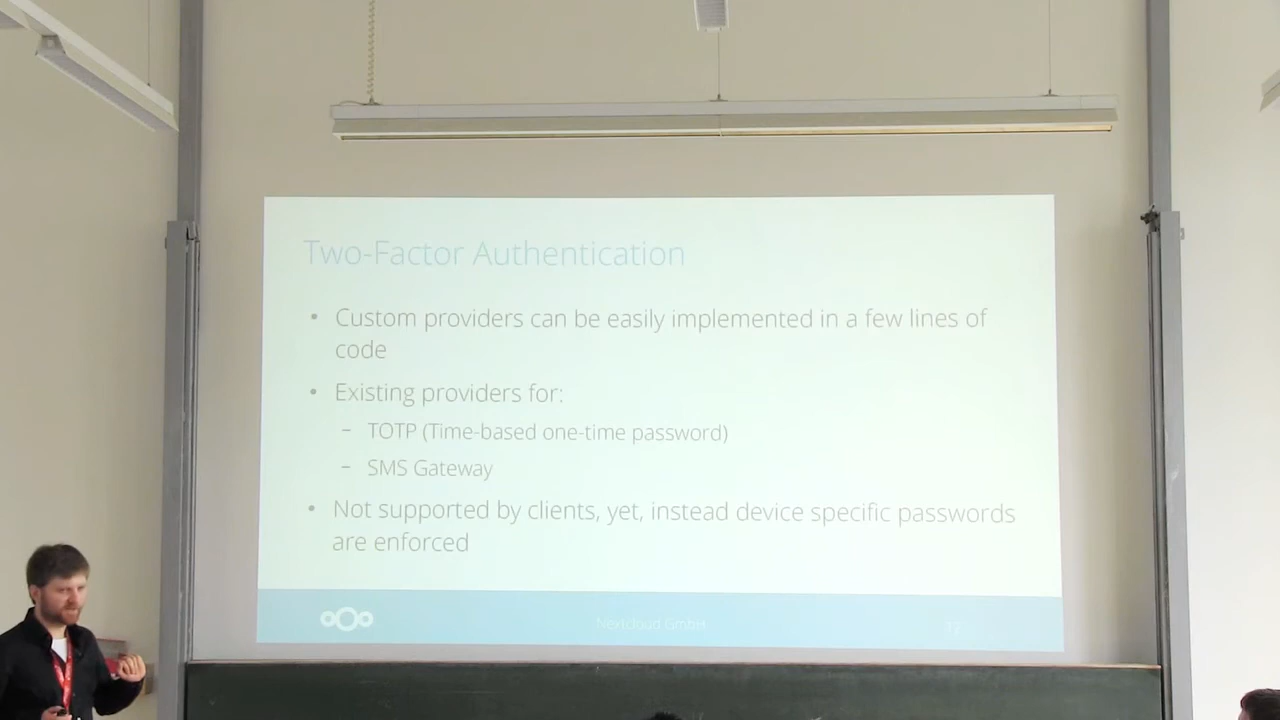 Two-Factor Authentication
• Custom providers can be easily implemented in a few lines of
code
• Existing providers for:
– TOTP (Time-based one-time password)
– SMS Gateway
• Not supported by clients, yet, instead device specific passwords
are enforced
Nextcloud GmbH